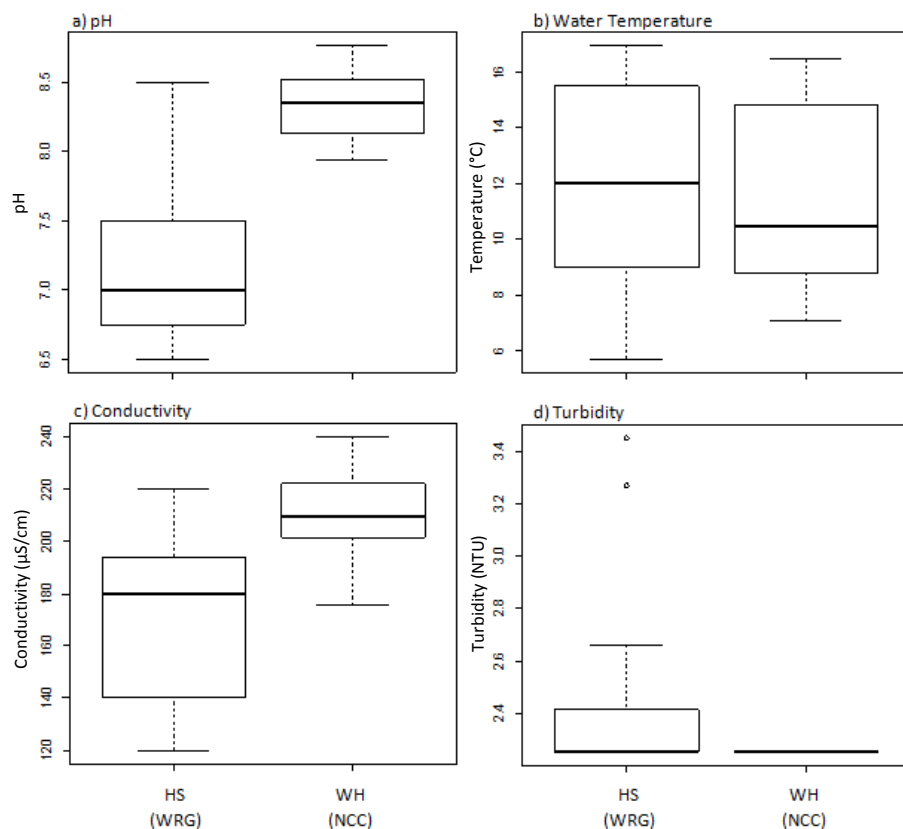 a) pH
b) Water Temperature
pH
8.5
8.0
7.5
7.0
6.5
Temperature (°C)
16
14
12
10
8
6
c) Conductivity
d) Turbidity
Conductivity (µS/cm)
240
220
200
180
160
140
120
Turbidity (NTU)
3.4
3.2
3.0
2.8
2.6
2.4
HS
(WRG)
WH
(NCC)
HS
(WRG)
WH
(NCC)